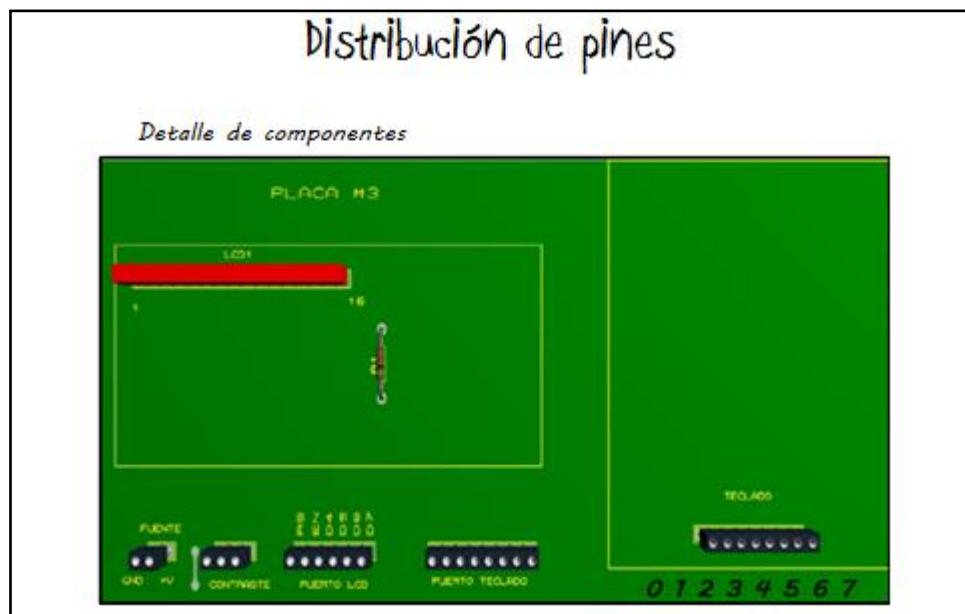 Distribución de pines
Detalle de componentes
PLACA M3
LCD1
1 16
TECLADO
FUENTE
GND +V CONTRASTE PUERTO LCD PUERTO TECLADO
0 1 2 3 4 5 6 7